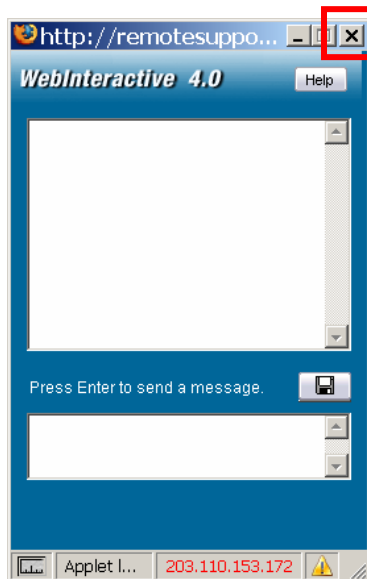 http://remotesuppo...
WebInteractive 4.0
Help
Press Enter to send a message.
Applet l...
203.110.153.172